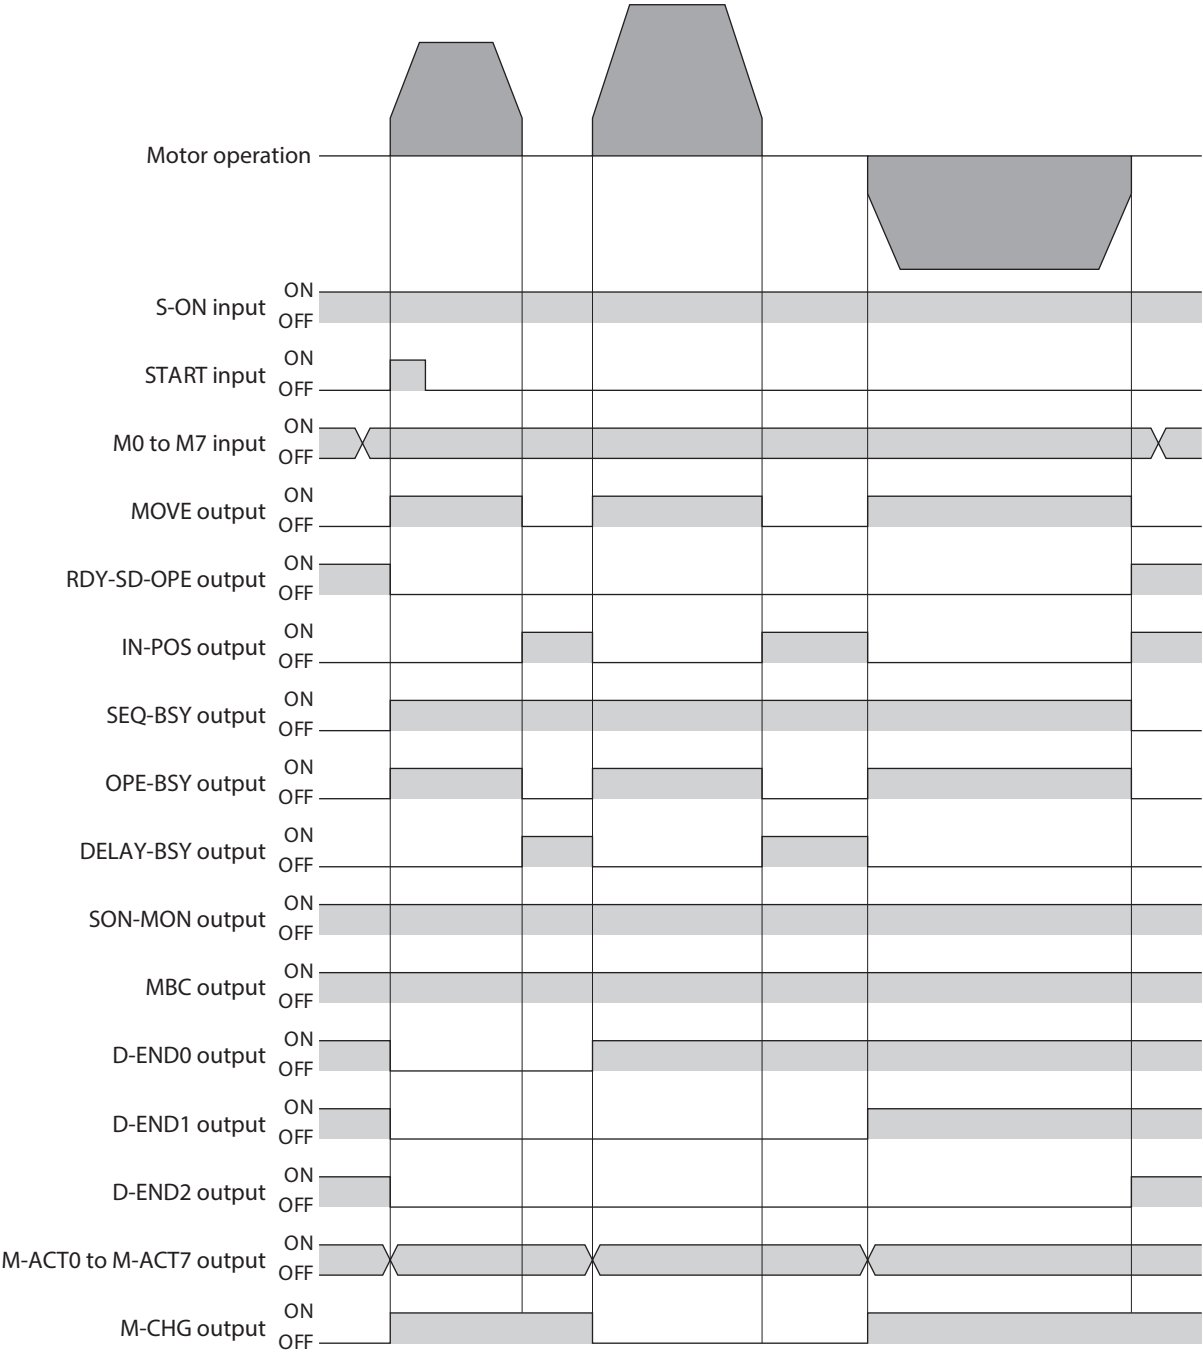 Motor operation
S-ON input
ON
OFF
START input
ON
OFF
M0 to M7 input
ON
OFF
MOVE output
ON
OFF
RDY-SD-OPE output
ON
OFF
IN-POS output
ON
OFF
SEQ-BSY output
ON
OFF
OPE-BSY output
ON
OFF
DELAY-BSY output
ON
OFF
SON-MON output
ON
OFF
MBC output
ON
OFF
D-END0 output
ON
OFF
D-END1 output
ON
OFF
D-END2 output
ON
OFF
M-ACT0 to M-ACT7 output
ON
OFF
M-CHG output
ON
OFF